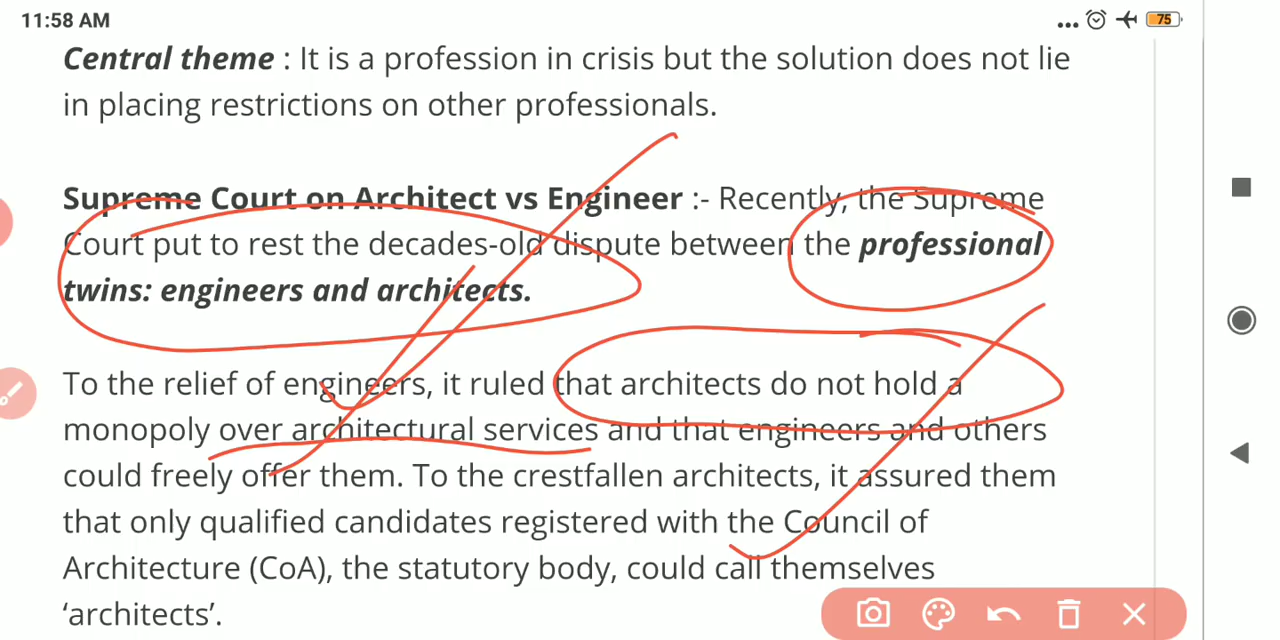 11:58 AM
75
Central theme : It is a profession in crisis but the solution does not lie
in placing restrictions on other professionals.
Supreme Court on Architect vs Engineer :- Recently, the Supreme
Court put to rest the decades-old dispute between the professional
twins: engineers and architects.
To the relief of engineers, it ruled that architects do not hold a
monopoly over architectural services and that engineers and others
could freely offer them. To the crestfallen architects, it assured them
that only qualified candidates registered with the Council of
Architecture (CoA), the statutory body, could call themselves
‘architects’.